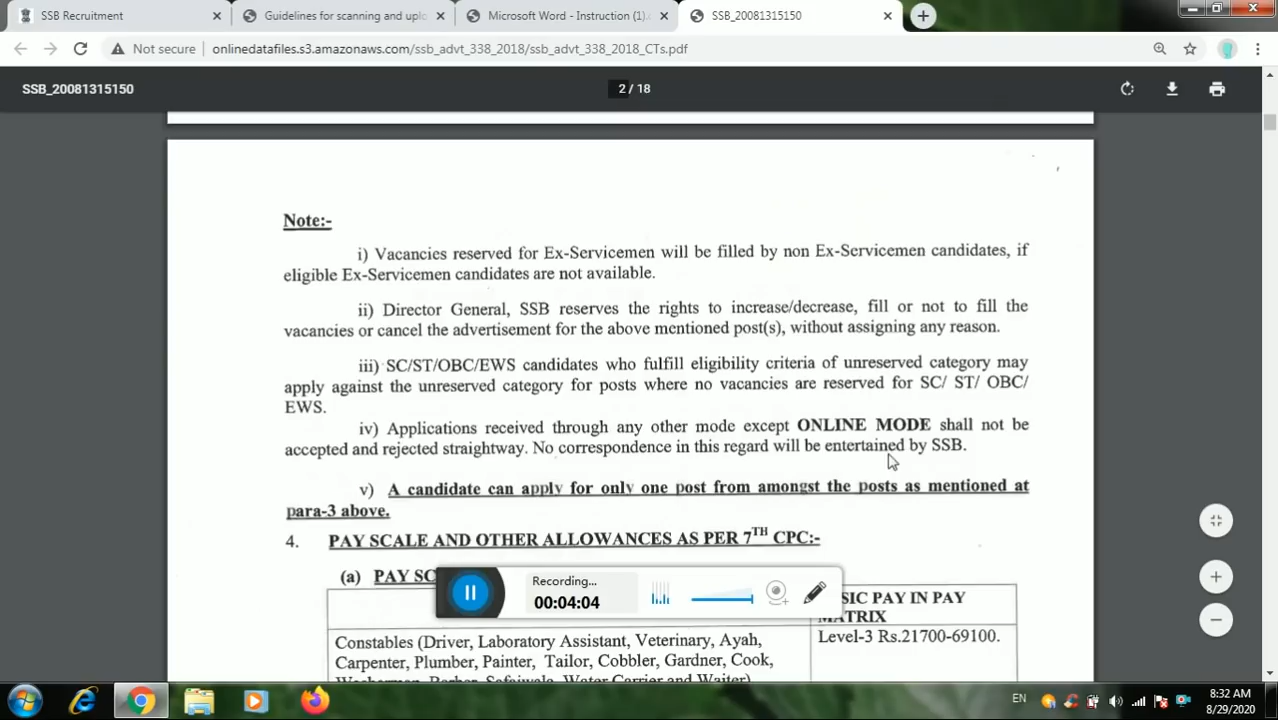 SSB Recruitment
Guidelines for scanning and uplo
Microsoft Word - Instruction (1).
SSB_20081315150
Not secure
onlinedatafiles.s3.amazonaws.com/ssb_advt_338_2018/ssb_advt_338_2018_CTs.pdf
SSB_20081315150
2 / 18
Note:-
i) Vacancies reserved for Ex-Servicemen will be filled by non Ex-Servicemen candidates, if
eligible Ex-Servicemen candidates are not available.
ii) Director General, SSB reserves the rights to increase/decrease, fill or not to fill the
vacancies or cancel the advertisement for the above mentioned post(s), without assigning any reason.
iii) SC/ST/OBC/EWS candidates who fulfill eligibility criteria of unreserved category may
apply against the unreserved category for posts where no vacancies are reserved for SC/ ST/ OBC/
EWS.
iv) Applications received through any other mode except ONLINE MODE shall not be
accepted and rejected straightway. No correspondence in this regard will be entertained by SSB.
v) A candidate can apply for only one post from amongst the posts as mentioned at
para-3 above.
4. PAY SCALE AND OTHER ALLOWANCES AS PER 7TH CPC:-
(a) PAY SC
Recording...
00:04:04
SIC PAY IN PAY
MATRIX
Constables (Driver, Laboratory Assistant, Veterinary, Ayah,
Carpenter, Plumber, Painter, Tailor, Cobbler, Gardner, Cook,
Washerman, Barber, Safaiwala, Water Carrier and Waiter)
Level-3 Rs.21700-69100.
EN
8:32 AM
8/29/2020